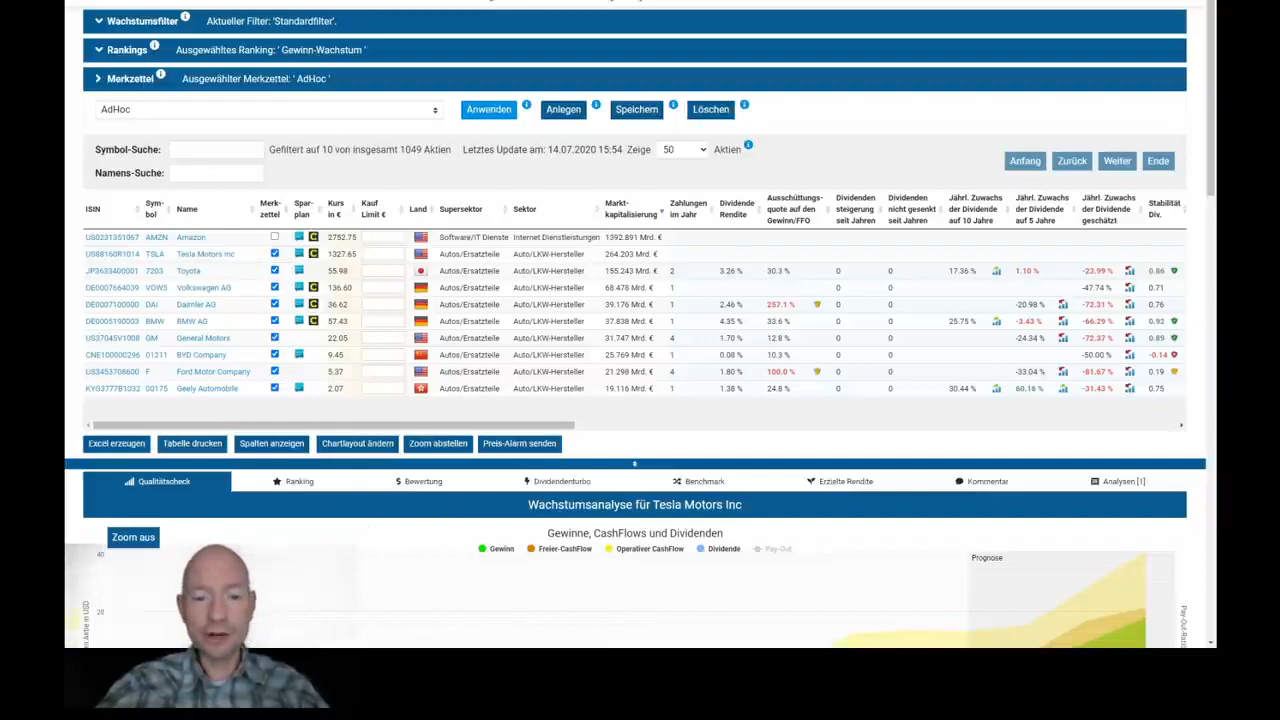 Wachstumsfilter Aktueller Filter: 'Standardfilter'.
Rankings Ausgewähltes Ranking: ' Gewinn-Wachstum '
Merkzettel Ausgewählter Merkzettel: ' AdHoc '
AdHoc Anwenden Anlegen Speichern Löschen
Symbol-Suche: Gefiltert auf 10 von insgesamt 1049 Aktien Letztes Update am: 14.07.2020 15:54 Zeige 50 Aktien
Anfang Zurück Weiter Ende
Namens-Suche:
ISIN Sym-bol Name Merk-zettel Spar-plan Kurs in € Kauf Limit € Land Supersektor Sektor Markt-kapitalisierung Zahlungen im Jahr Dividende Rendite Ausschüttungs-quote auf den Gewinn/FFO Dividenden steigerung seit Jahren Dividenden nicht gesenkt seit Jahren Jährl. Zuwachs der Dividende auf 10 Jahre Jährl. Zuwachs der Dividende auf 5 Jahre Jährl. Zuwachs der Dividende geschätzt Stabilität Div.
US0231351067 AMZN Amazon C 2752.75 Software/IT Dienste Internet Dienstleistungen 1392.891 Mrd. €
US88160R1014 TSLA Tesla Motors Inc C 1327.65 Autos/Ersatzteile Auto/LKW-Hersteller 264.203 Mrd. €
JP3633400001 7203 Toyota 55.98 Autos/Ersatzteile Auto/LKW-Hersteller 155.243 Mrd. € 2 3.26 % 30.3 % 0 0 17.36 % 1.10 % -23.99 % 0.86
DE0007664039 VOW3 Volkswagen AG C 136.60 Autos/Ersatzteile Auto/LKW-Hersteller 68.478 Mrd. € 1 0 0 -47.74 % 0.71
DE0007100000 DAI Daimler AG C 36.62 Autos/Ersatzteile Auto/LKW-Hersteller 39.176 Mrd. € 1 2.46 % 257.1 % 0 0 -20.98 % -72.31 % 0.76
DE0005190003 BMW BMW AG C 57.43 Autos/Ersatzteile Auto/LKW-Hersteller 37.838 Mrd. € 1 4.35 % 33.6 % 0 0 25.75 % -3.43 % -66.29 % 0.92
US37045V1008 GM General Motors 22.05 Autos/Ersatzteile Auto/LKW-Hersteller 31.747 Mrd. € 4 1.70 % 12.8 % 0 0 -24.34 % -72.37 % 0.89
CNE100000296 01211 BYD Company 9.45 Autos/Ersatzteile Auto/LKW-Hersteller 25.769 Mrd. € 1 0.08 % 10.3 % 0 0 -50.00 % -0.14
US3453708600 F Ford Motor Company 5.37 Autos/Ersatzteile Auto/LKW-Hersteller 21.298 Mrd. € 4 1.80 % 100.0 % 0 0 -33.04 % -81.67 % 0.19
KYG3777B1032 00175 Geely Automobile 2.07 Autos/Ersatzteile Auto/LKW-Hersteller 19.116 Mrd. € 1 1.38 % 24.8 % 0 0 30.44 % 60.16 % -31.43 % 0.75
Excel erzeugen Tabelle drucken Spalten anzeigen Chartlayout ändern Zoom abstellen Preis-Alarm senden
Qualitätscheck Ranking Bewertung Dividendenturbo Benchmark Erzielte Rendite Kommentar Analysen [1]
Wachstumsanalyse für Tesla Motors Inc
Zoom aus
Gewinne, CashFlows und Dividenden
Gewinn Freier-CashFlow Operativer CashFlow Dividende Pay-Out
40
Prognose
20